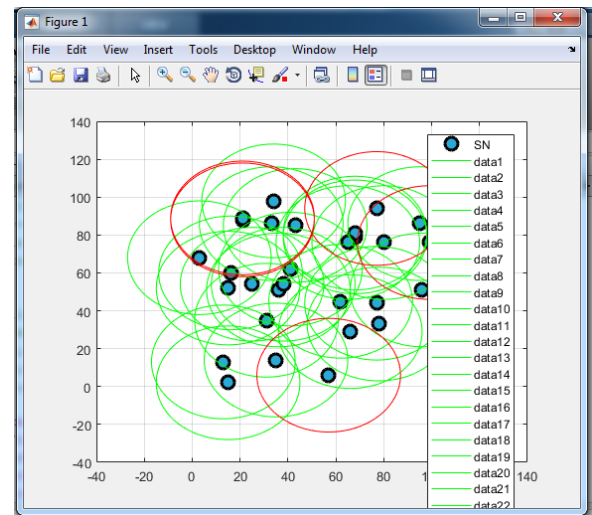 Figure 1
File Edit View Insert Tools Desktop Window Help
140
120
100
80
60
40
20
0
-20
-40
-40 -20 0 20 40 60 80 140
SN
data1
data2
data3
data4
data5
data6
data7
data8
data9
data10
data11
data12
data13
data14
data15
data16
data17
data18
data19
data20
data21
data22